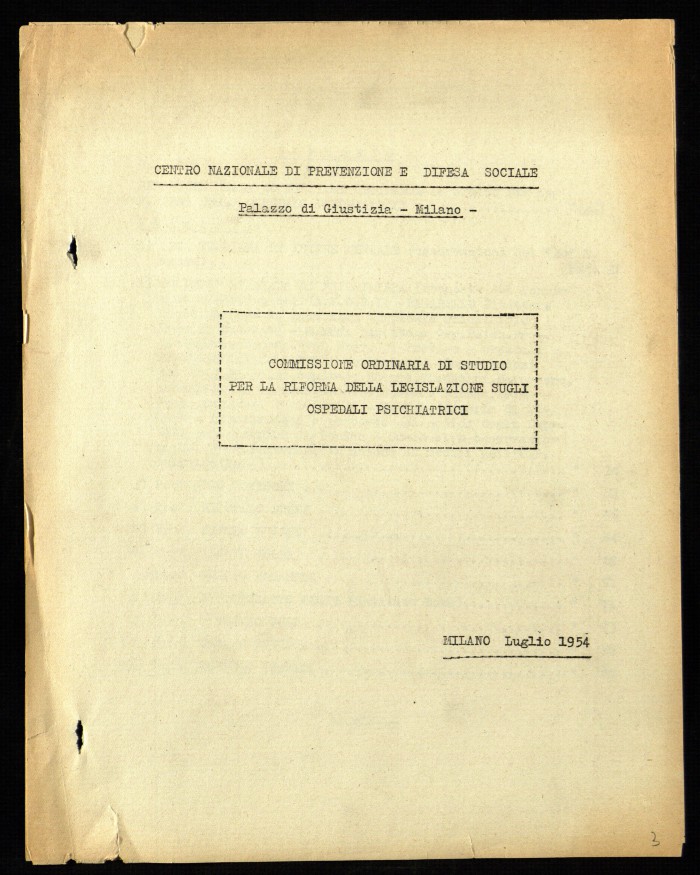 CENTRO NAZIONALE DI PREVENZIONE E DIFESA SOCIALE
Palazzo di Giustizia - Milano -
COMMISSIONE ORDINARIA DI STUDIO
PER LA RIFORMA DELLA LEGISLAZIONE SUGLI
OSPEDALI PSICHIATRICI
MILANO Luglio 1954
3